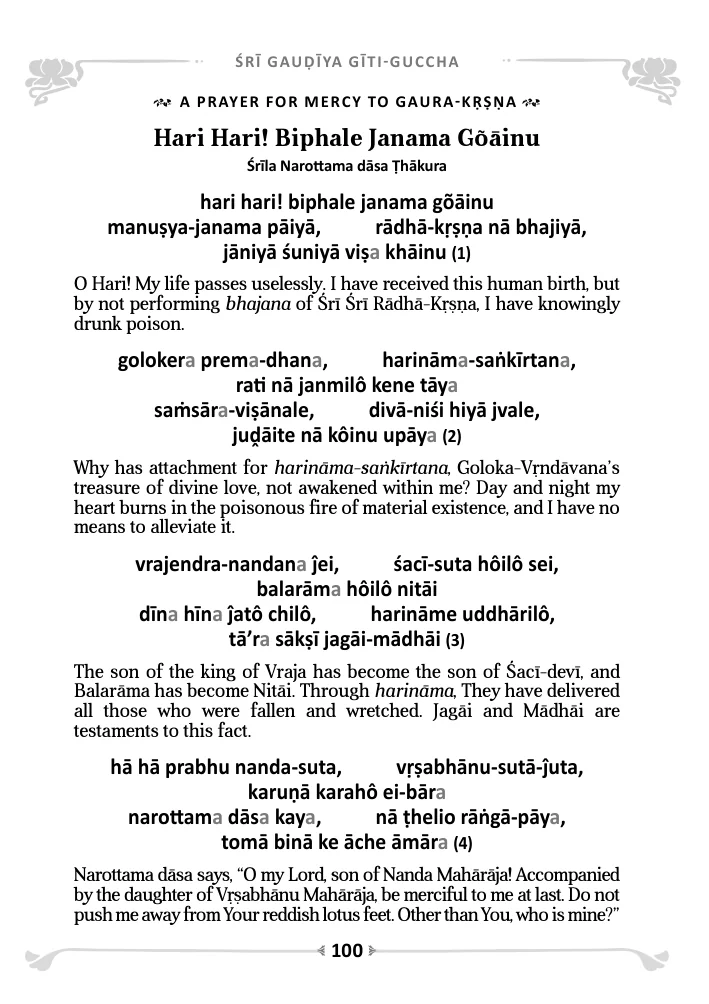 ŚRĪ GAUḌĪYA GĪTI-GUCCHA
A PRAYER FOR MERCY TO GAURA-KṚṢṆA
Hari Hari! Biphale Janama Gõāinu
Śrīla Narottama dāsa Ṭhākura
hari hari! biphale janama gõāinu
manuṣya-janama pāiyā, rādhā-kṛṣṇa nā bhajiyā,
jāniyā śuniyā viṣa khāinu (1)
O Hari! My life passes uselessly. I have received this human birth, but
by not performing bhajana of Śrī Śrī Rādhā-Kṛṣṇa, I have knowingly
drunk poison.
golokera prema-dhana, harināma-saṅkīrtana,
rati nā janmilô kene tāya
saṁsāra-viṣānale, divā-niśi hiyā jvale,
juḓāite nā kôinu upāya (2)
Why has attachment for harināma-saṅkīrtana, Goloka-Vṛndāvana's
treasure of divine love, not awakened within me? Day and night my
heart burns in the poisonous fire of material existence, and I have no
means to alleviate it.
vrajendra-nandana ĵei, śacī-suta hôilô sei,
balarāma hôilô nitāi
dīna hīna ĵatô chilô, harināme uddhārilô,
tā'ra sākṣī jagāi-mādhāi (3)
The son of the king of Vraja has become the son of Śacī-devī, and
Balarāma has become Nitāi. Through harināma, They have delivered
all those who were fallen and wretched. Jagāi and Mādhāi are
testaments to this fact.
hā hā prabhu nanda-suta, vṛṣabhānu-sutā-ĵuta,
karuṇā karahô ei-bāra
narottama dāsa kaya, nā ṭhelio rāṅgā-pāya,
tomā binā ke āche āmāra (4)
Narottama dāsa says, "O my Lord, son of Nanda Mahārāja! Accompanied
by the daughter of Vṛṣabhānu Mahārāja, be merciful to me at last. Do not
push me away from Your reddish lotus feet. Other than You, who is mine?"
100